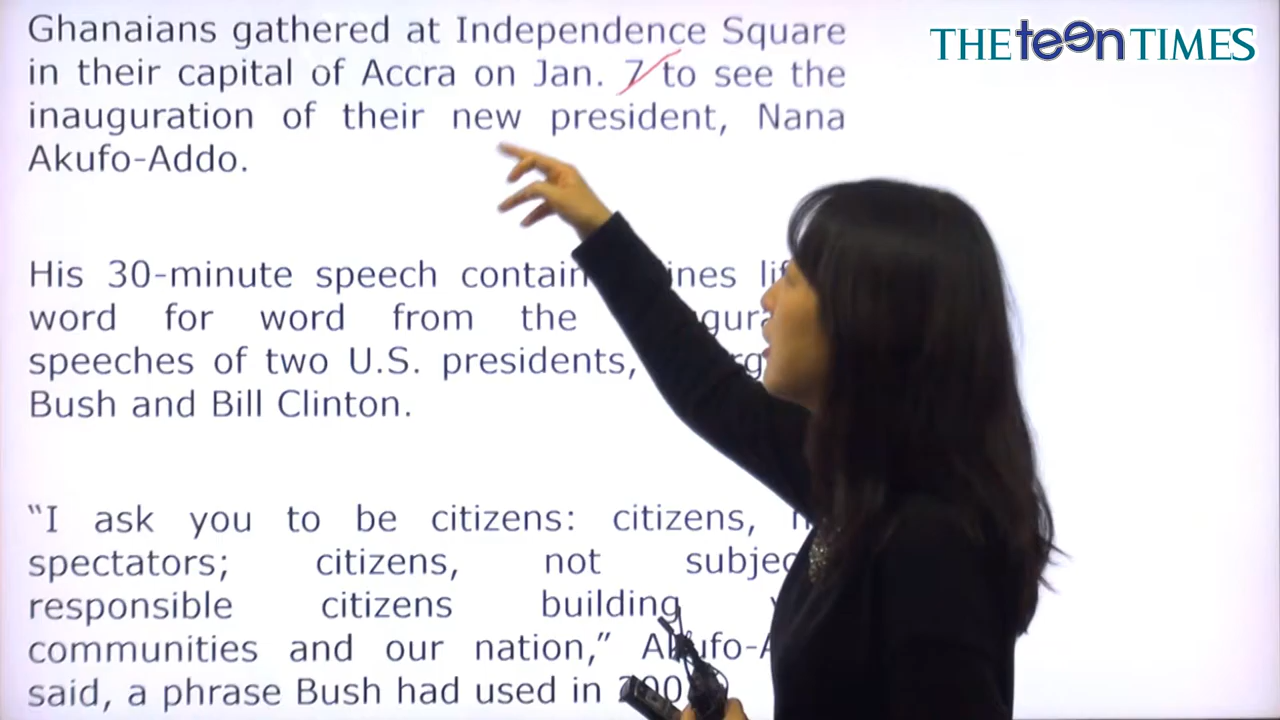 THE teen TIMES
Ghanaians gathered at Independence Square
in their capital of Accra on Jan. 7 to see the
inauguration of their new president, Nana
Akufo-Addo.
His 30-minute speech
word for word from the
speeches of two U.S. presidents,
Bush and Bill Clinton.
“I ask you to be citizens: citizens,
spectators; citizens, not
responsible citizens building
communities and our nation,”
said, a phrase Bush had used in